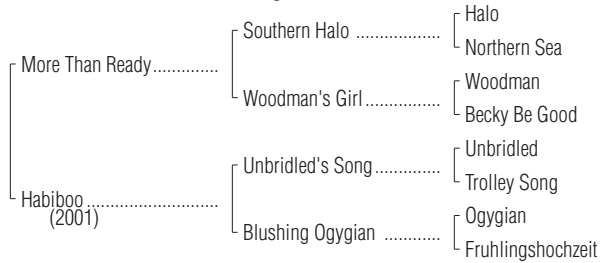 Halo
Southern Halo ..................
Northern Sea
More Than Ready..............
Woodman
Woodman's Girl................
Becky Be Good
Unbridled
Unbridled's Song..............
Trolley Song
Habiboo ............................
(2001)
Ogygian
Blushing Ogygian ............
Fruhlingshochzeit